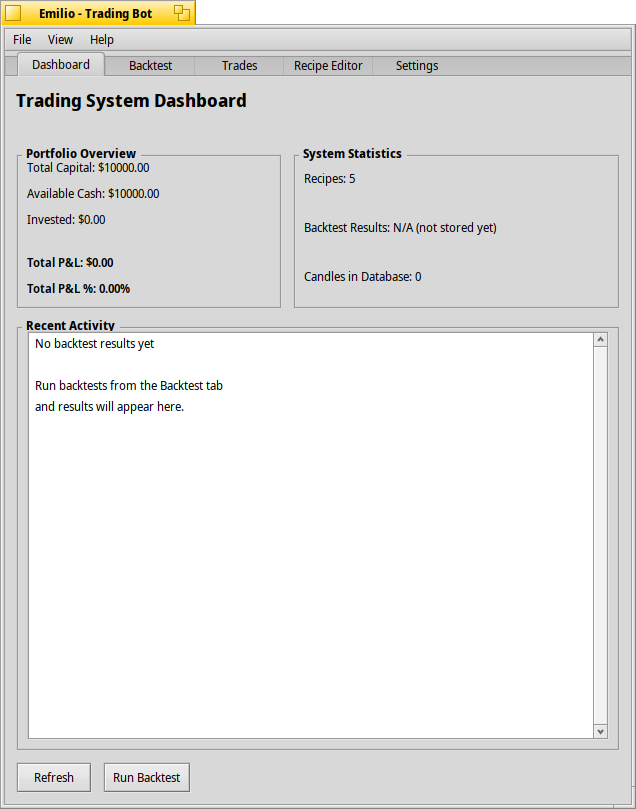 Emilio - Trading Bot
File View Help
Dashboard Backtest Trades Recipe Editor Settings
Trading System Dashboard
Portfolio Overview
Total Capital: $10000.00
Available Cash: $10000.00
Invested: $0.00
Total P&L: $0.00
Total P&L %: 0.00%
System Statistics
Recipes: 5
Backtest Results: N/A (not stored yet)
Candles in Database: 0
Recent Activity
No backtest results yet
Run backtests from the Backtest tab
and results will appear here.
Refresh Run Backtest